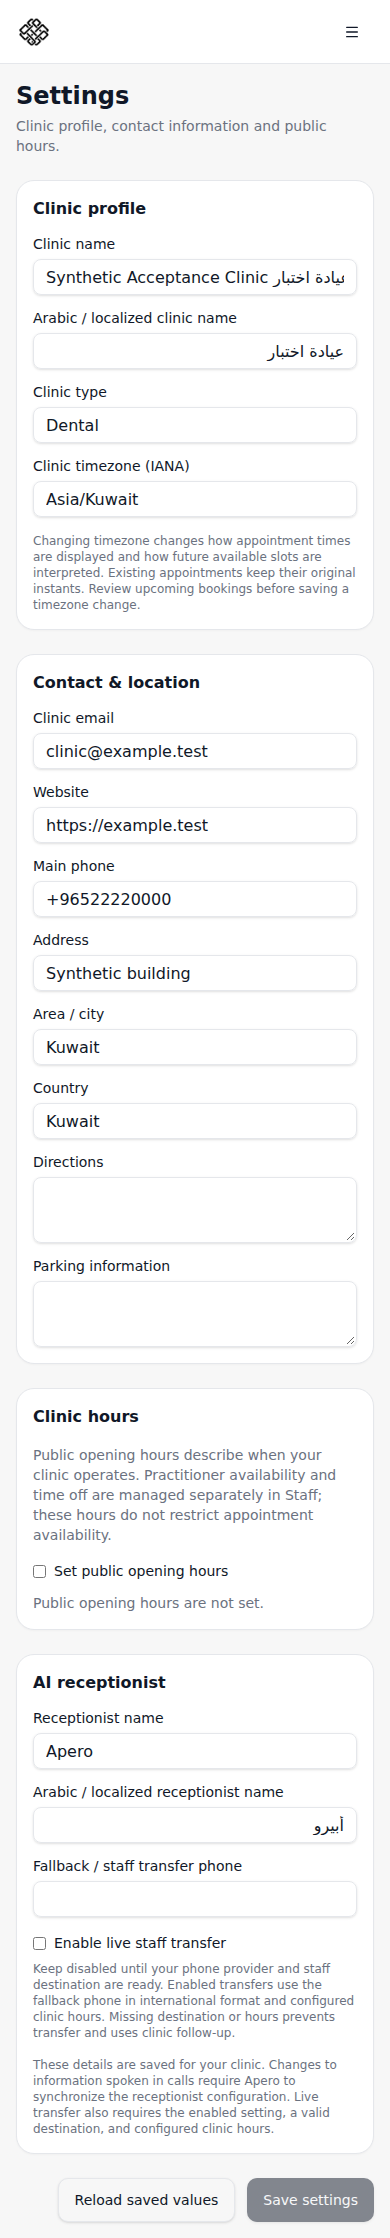 Settings
Clinic profile, contact information and public
hours.
Clinic profile
Clinic name
Synthetic Acceptance Clinic عيادة اختبار
Arabic / localized clinic name
عيادة اختبار
Clinic type
Dental
Clinic timezone (IANA)
Asia/Kuwait
Changing timezone changes how appointment times
are displayed and how future available slots are
interpreted. Existing appointments keep their original
instants. Review upcoming bookings before saving a
timezone change.
Contact & location
Clinic email
clinic@example.test
Website
https://example.test
Main phone
+96522220000
Address
Synthetic building
Area / city
Kuwait
Country
Kuwait
Directions
Parking information
Clinic hours
Public opening hours describe when your
clinic operates. Practitioner availability and
time off are managed separately in Staff;
these hours do not restrict appointment
availability.
Set public opening hours
Public opening hours are not set.
AI receptionist
Receptionist name
Apero
Arabic / localized receptionist name
أبيرو
Fallback / staff transfer phone
Enable live staff transfer
Keep disabled until your phone provider and staff
destination are ready. Enabled transfers use the
fallback phone in international format and configured
clinic hours. Missing destination or hours prevents
transfer and uses clinic follow-up.
These details are saved for your clinic. Changes to
information spoken in calls require Apero to
synchronize the receptionist configuration. Live
transfer also requires the enabled setting, a valid
destination, and configured clinic hours.
Reload saved values
Save settings